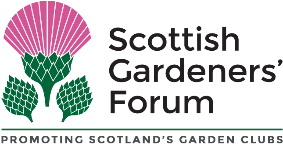 Scottish
Gardeners'
Forum
PROMOTING SCOTLAND'S GARDEN CLUBS